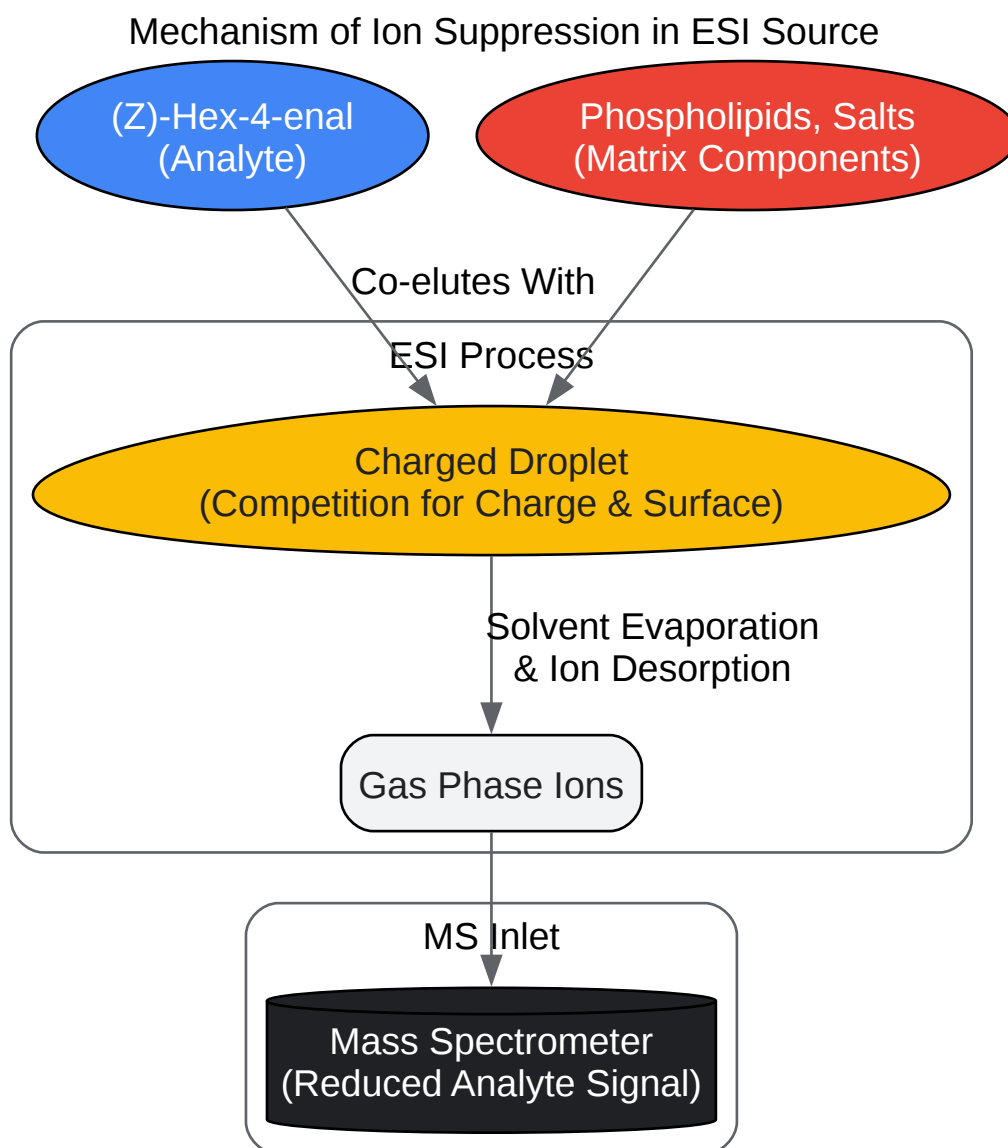 Mechanism of Ion Suppression in ESI Source
(Z)-Hex-4-enal
(Analyte)
Phospholipids, Salts
(Matrix Components)
Co-elutes With
ESI Process
Charged Droplet
(Competition for Charge & Surface)
Solvent Evaporation
& Ion Desorption
Gas Phase Ions
MS Inlet
Mass Spectrometer
(Reduced Analyte Signal)